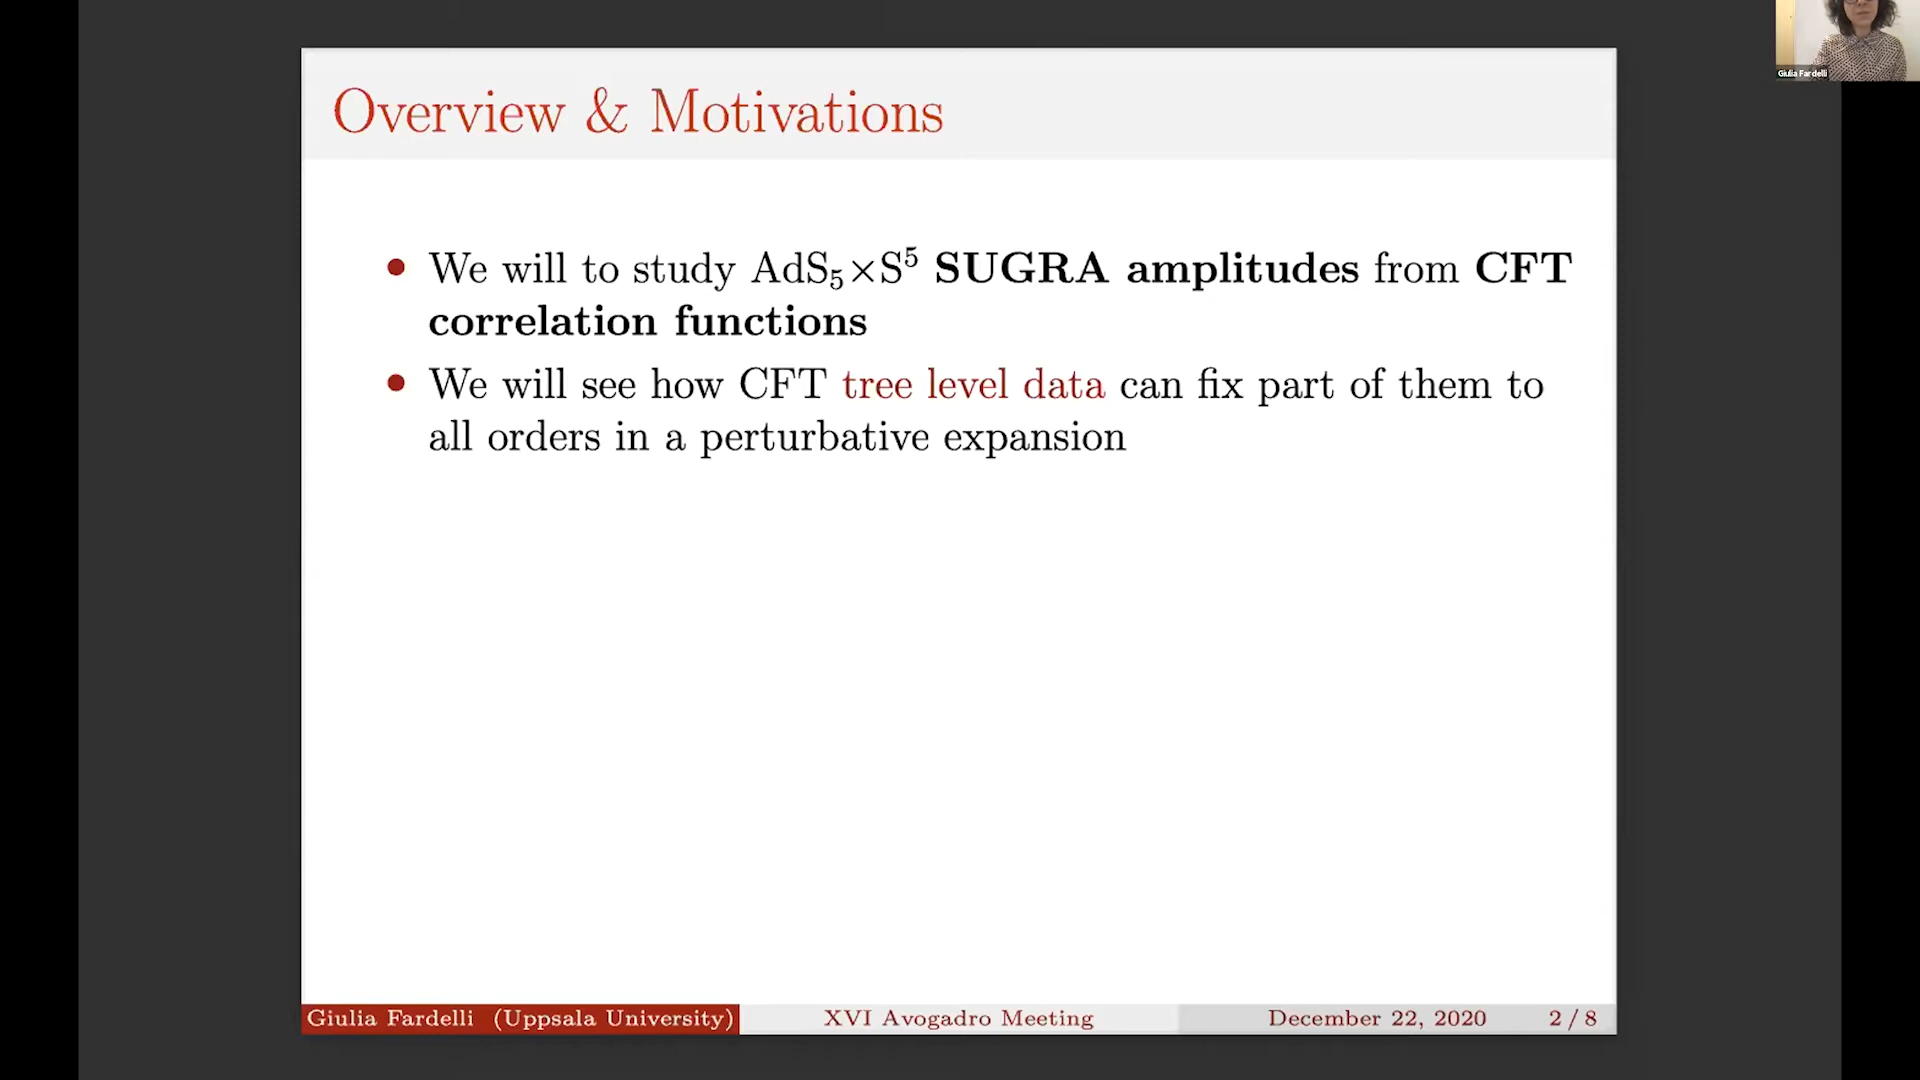 Giulia Fardelli
Overview & Motivations
• We will to study AdS₅×S⁵ SUGRA amplitudes from CFT
correlation functions
• We will see how CFT tree level data can fix part of them to
all orders in a perturbative expansion
Giulia Fardelli (Uppsala University) XVI Avogadro Meeting December 22, 2020 2 / 8